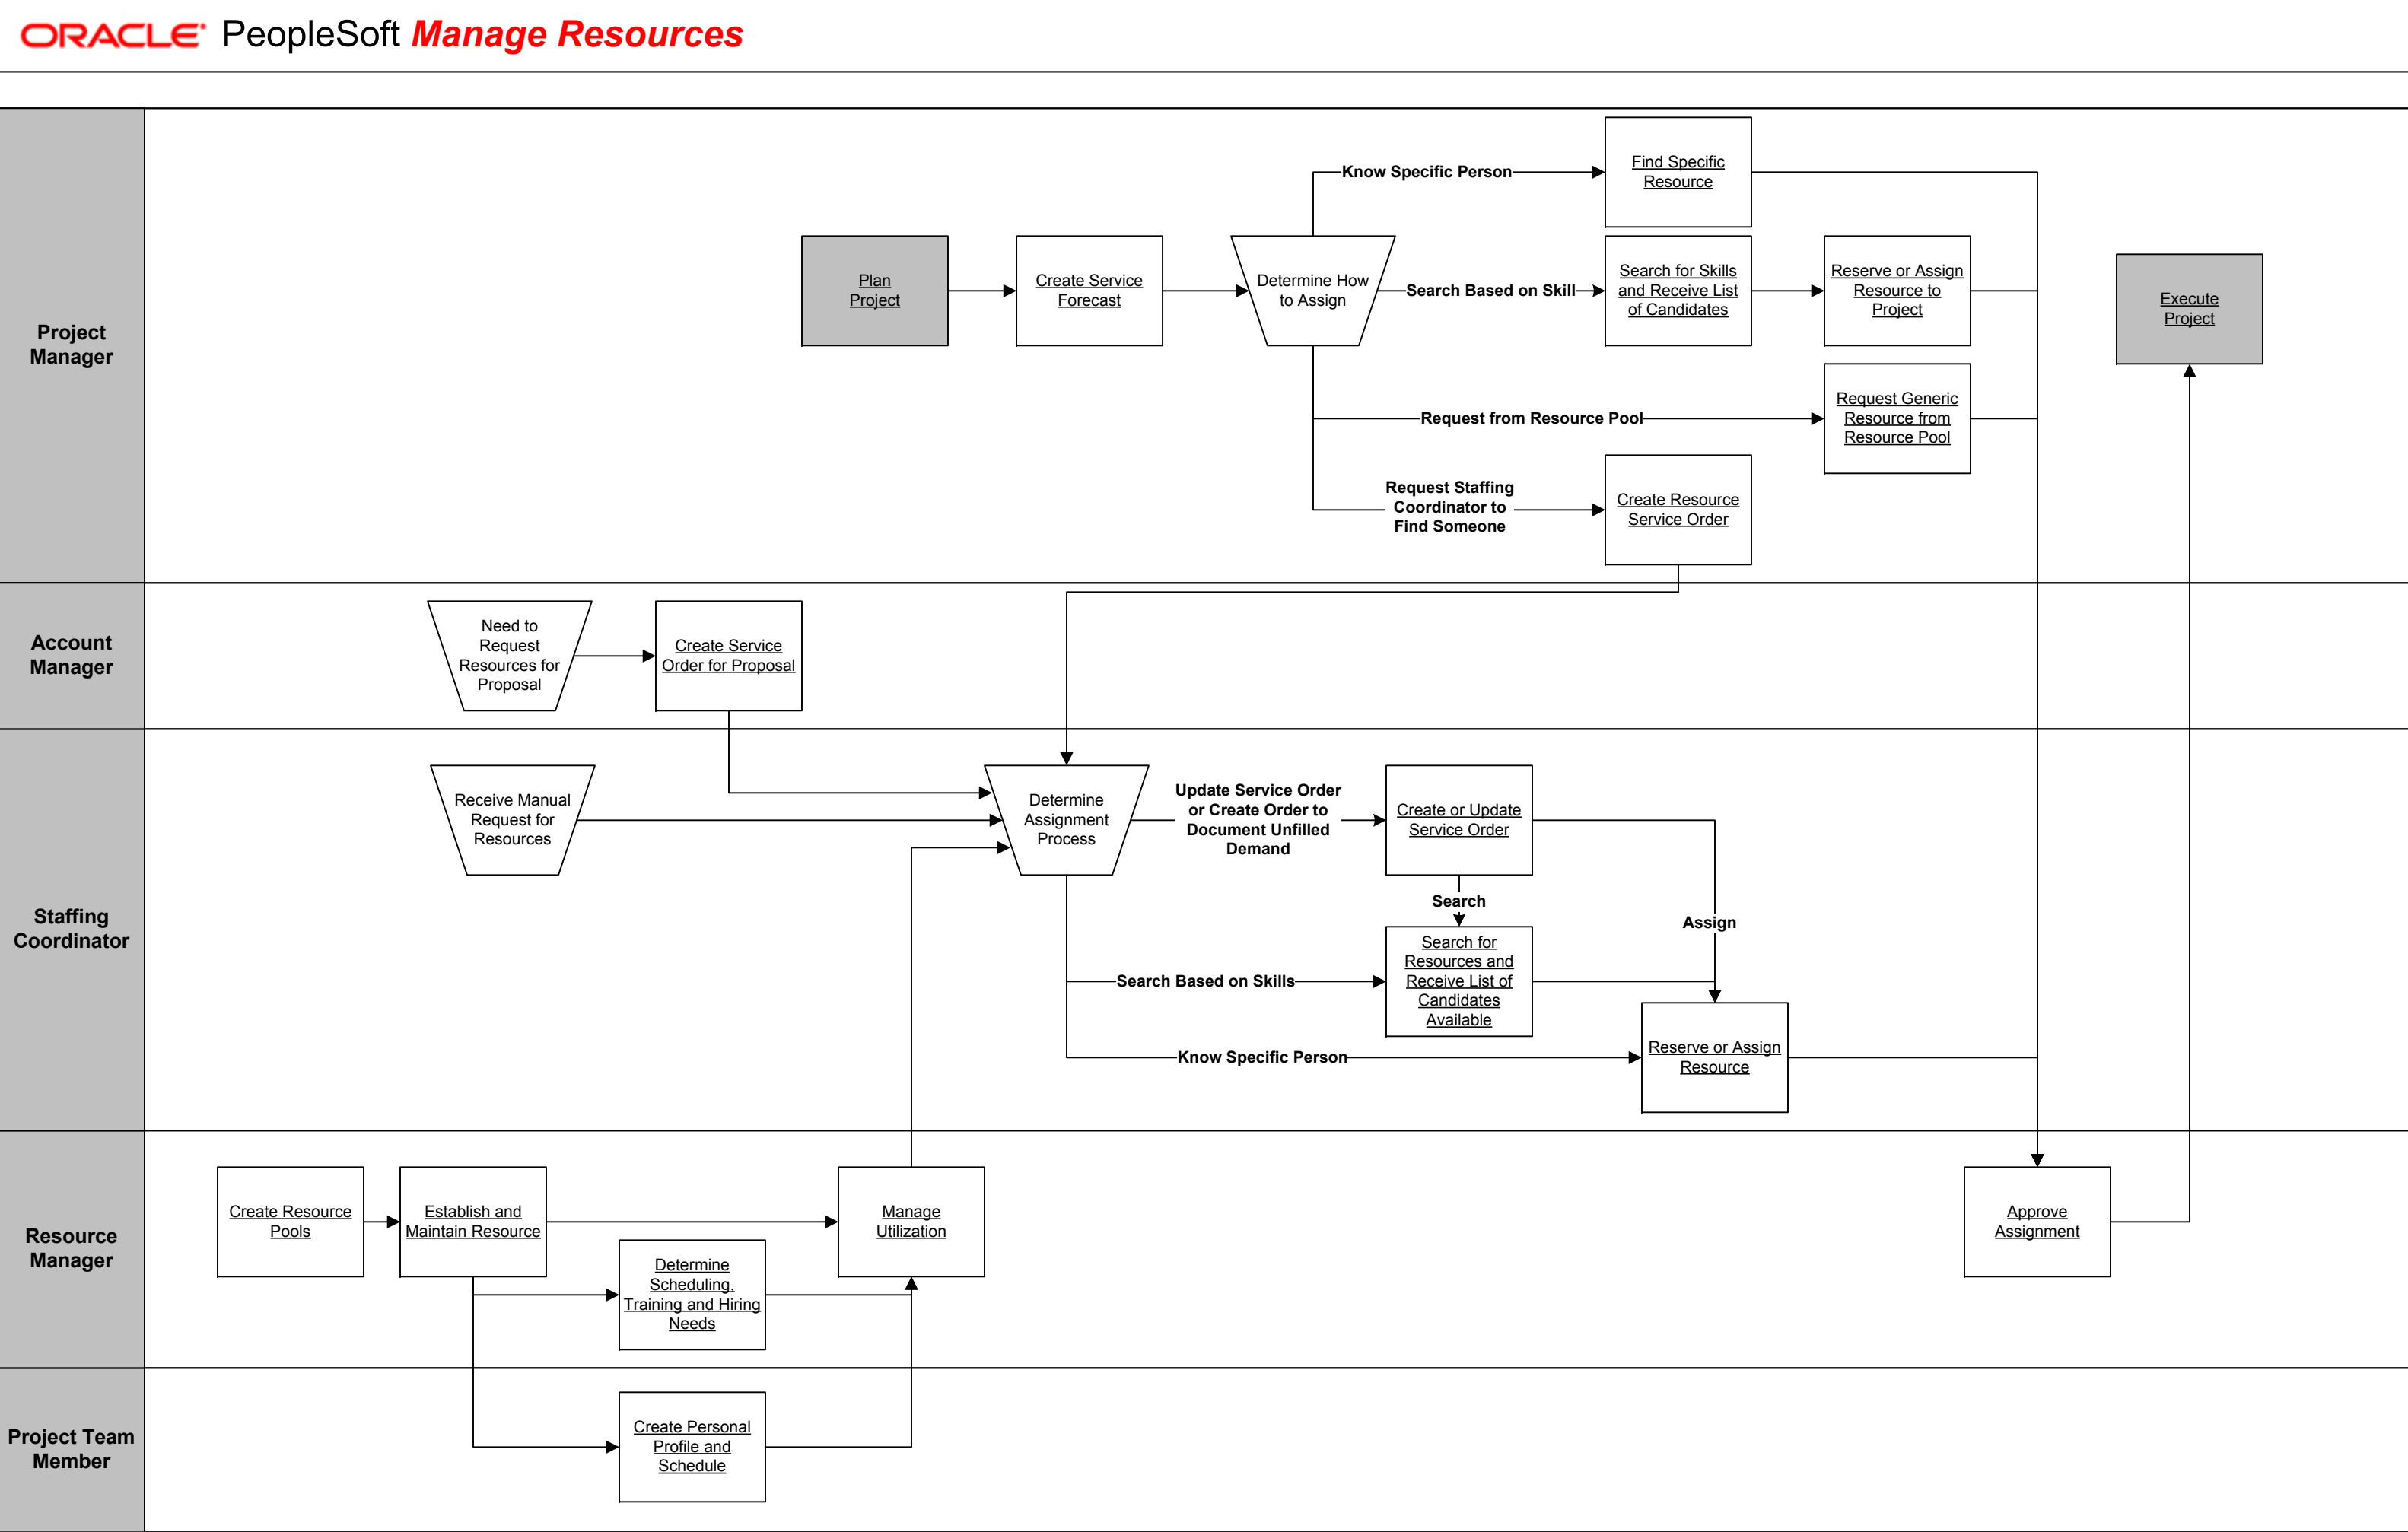 ORACLE PeopleSoft Manage Resources
Project
Manager
Plan
Project
Create Service
Forecast
Determine How
to Assign
Know Specific Person
Find Specific
Resource
Search Based on Skill
Search for Skills
and Receive List
of Candidates
Reserve or Assign
Resource to
Project
Request from Resource Pool
Request Generic
Resource from
Resource Pool
Request Staffing
Coordinator to
Find Someone
Create Resource
Service Order
Execute
Project
Account
Manager
Need to
Request
Resources for
Proposal
Create Service
Order for Proposal
Staffing
Coordinator
Receive Manual
Request for
Resources
Determine
Assignment
Process
Update Service Order
or Create Order to
Document Unfilled
Demand
Create or Update
Service Order
Search
Assign
Search Based on Skills
Search for
Resources and
Receive List of
Candidates
Available
Know Specific Person
Reserve or Assign
Resource
Resource
Manager
Create Resource
Pools
Establish and
Maintain Resource
Determine
Scheduling,
Training and Hiring
Needs
Manage
Utilization
Approve
Assignment
Project Team
Member
Create Personal
Profile and
Schedule